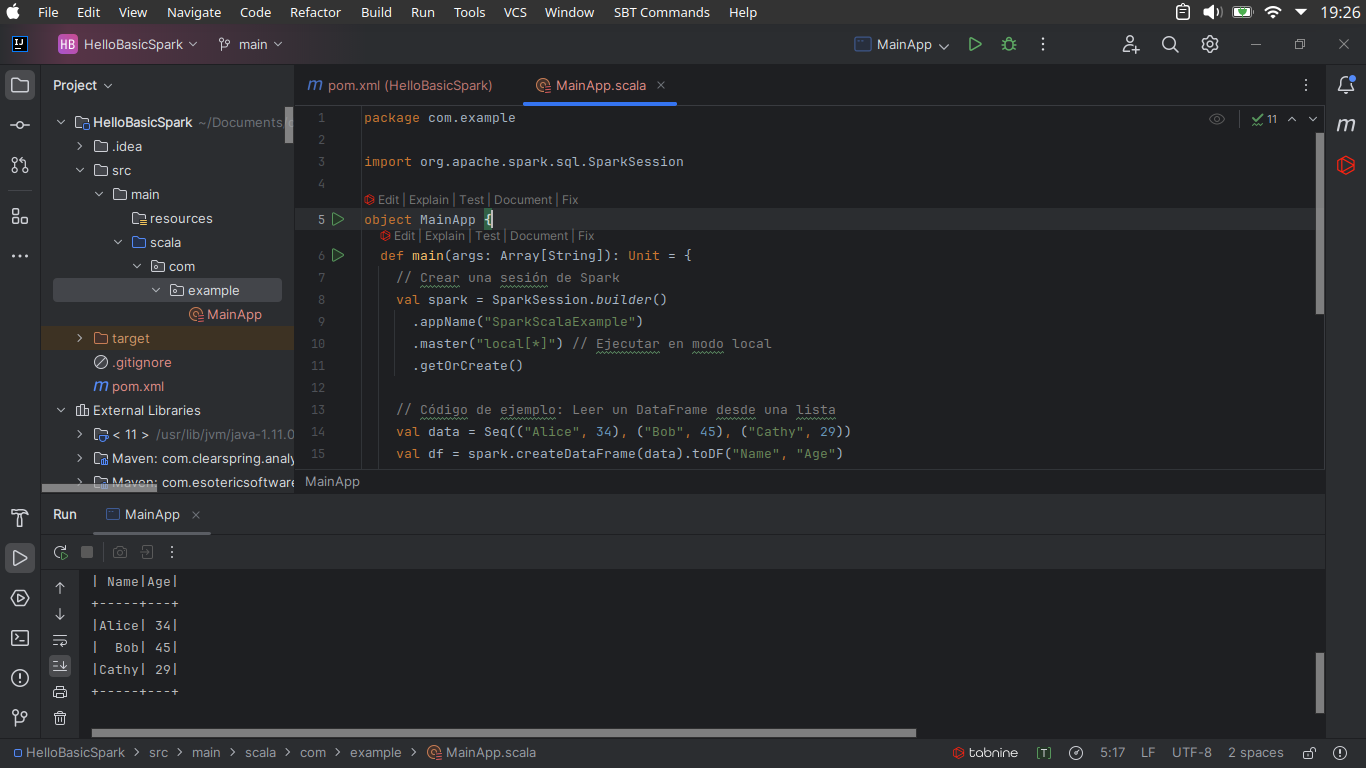 File Edit View Navigate Code Refactor Build Run Tools VCS Window SBT Commands Help 19:26
IJ HB HelloBasicSpark main MainApp
Project
pom.xml (HelloBasicSpark) MainApp.scala
HelloBasicSpark ~/Documents/
.idea
src
main
resources
scala
com
example
MainApp
target
.gitignore
m pom.xml
External Libraries
< 11 > /usr/lib/jvm/java-1.11.0
Maven: com.clearspring.analy
Maven: com.esotericsoftware
11
1 package com.example
2
3 import org.apache.spark.sql.SparkSession
4
Edit | Explain | Test | Document | Fix
5 object MainApp {
Edit | Explain | Test | Document | Fix
6 def main(args: Array[String]): Unit = {
7 // Crear una sesión de Spark
8 val spark = SparkSession.builder()
9 .appName("SparkScalaExample")
10 .master("local[*]") // Ejecutar en modo local
11 .getOrCreate()
12
13 // Código de ejemplo: Leer un DataFrame desde una lista
14 val data = Seq(("Alice", 34), ("Bob", 45), ("Cathy", 29))
15 val df = spark.createDataFrame(data).toDF("Name", "Age")
MainApp
Run MainApp
| Name|Age|
+-----+---+
|Alice| 34|
|  Bob| 45|
|Cathy| 29|
+-----+---+
HelloBasicSpark > src > main > scala > com > example > MainApp.scala
tabnine [T] 5:17 LF UTF-8 2 spaces